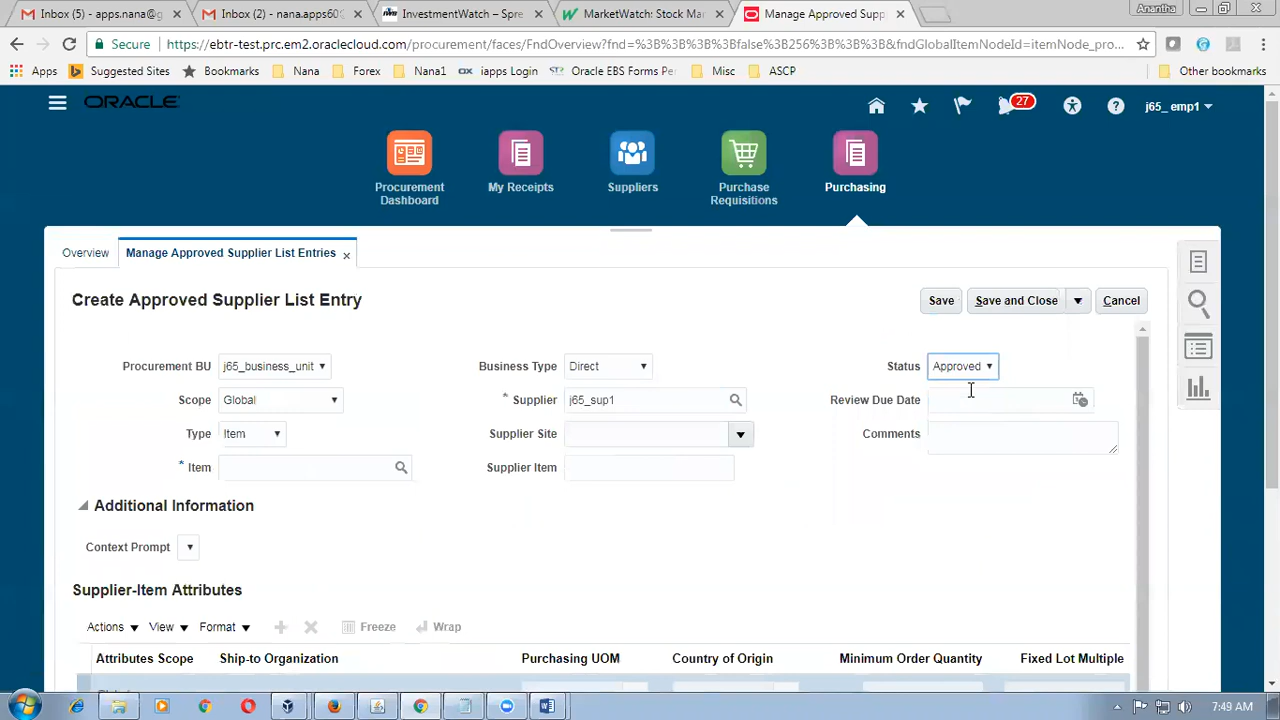 Inbox (5) - apps.nana@g
Inbox (2) - nana.apps60
InvestmentWatch – Spre
MarketWatch: Stock Mar
Manage Approved Supp
Anantha
Secure
https://ebtr-test.prc.em2.oraclecloud.com/procurement/faces/FndOverview?fnd=%3B%3B%3B%3Bfalse%3B256%3B%3B%3B&fndGlobalItemNodeId=itemNode_pro...
Apps
Suggested Sites
Bookmarks
Nana
Forex
Nana1
iapps Login
Oracle EBS Forms Per
Misc
ASCP
Other bookmarks
ORACLE
27
j65_emp1
Procurement
Dashboard
My Receipts
Suppliers
Purchase
Requisitions
Purchasing
Overview
Manage Approved Supplier List Entries
Create Approved Supplier List Entry
Save
Save and Close
Cancel
Procurement BU j65_business_unit
Business Type Direct
Status Approved
Scope Global
* Supplier j65_sup1
Review Due Date
Type Item
Supplier Site
Comments
* Item
Supplier Item
Additional Information
Context Prompt
Supplier-Item Attributes
Actions View Format Freeze Wrap
Attributes Scope Ship-to Organization Purchasing UOM Country of Origin Minimum Order Quantity Fixed Lot Multiple
7:49 AM